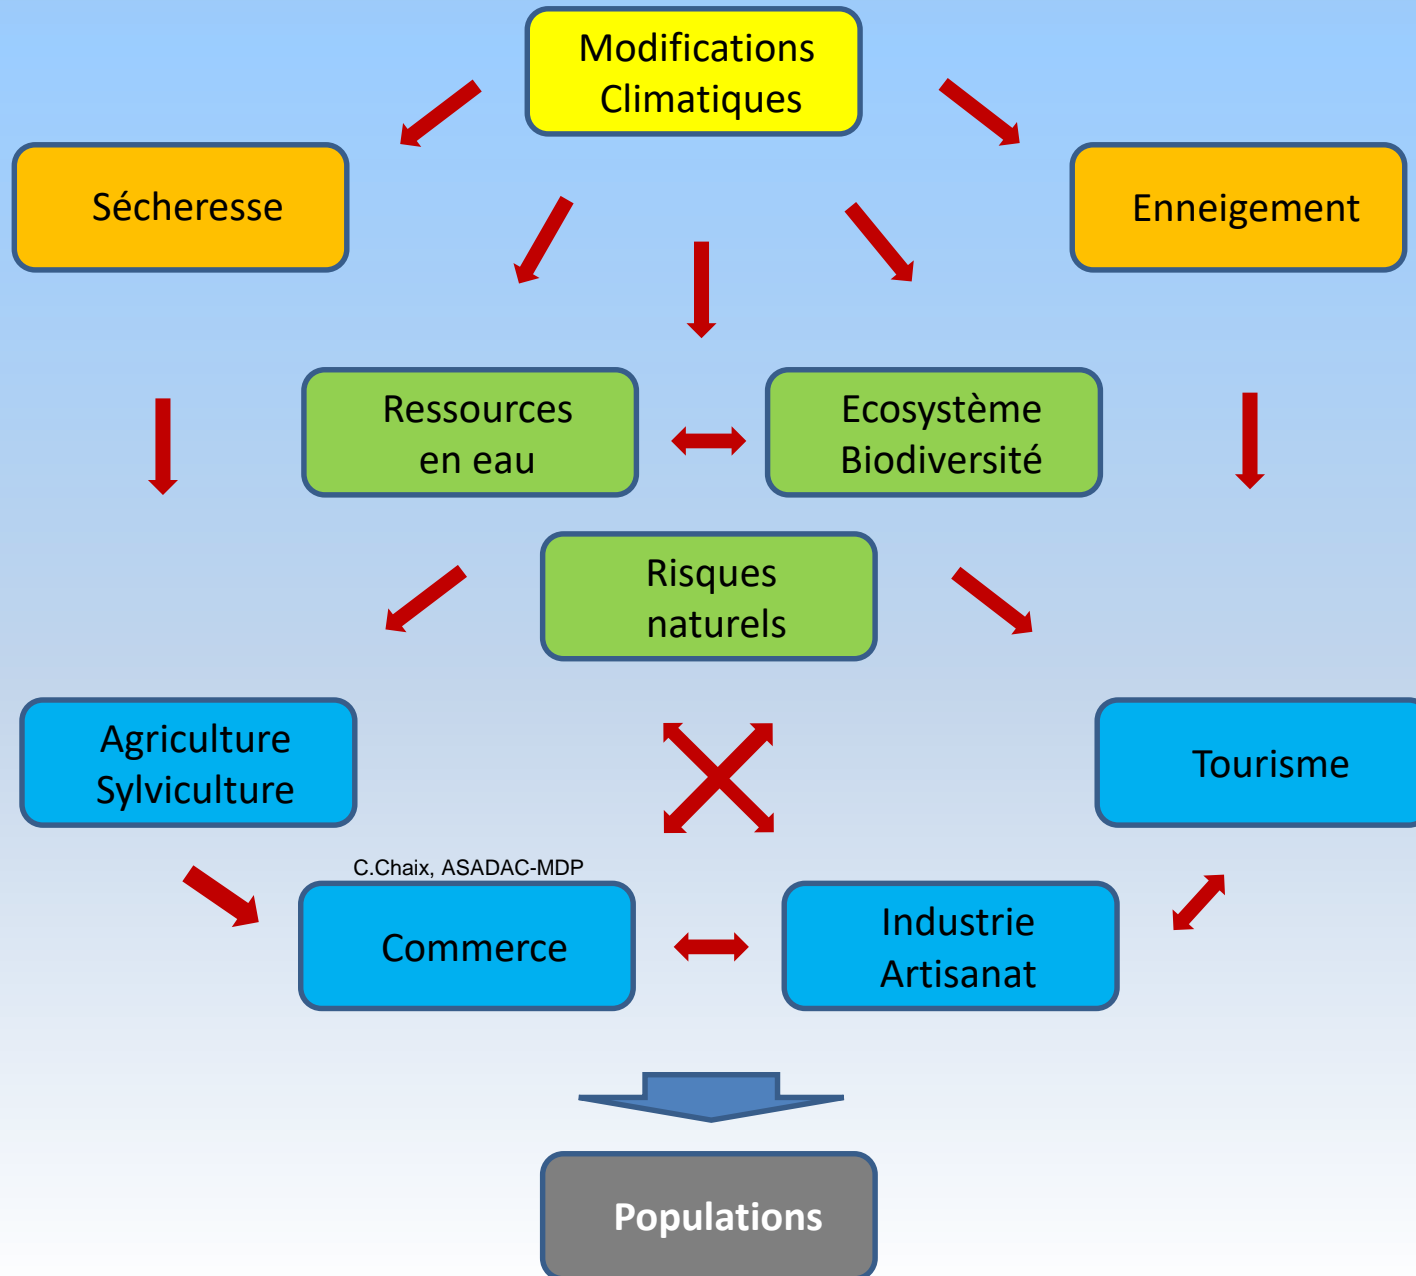 Modifications
Climatiques
Sécheresse
Enneigement
Ressources
en eau
Ecosystème
Biodiversité
Risques
naturels
Agriculture
Sylviculture
Tourisme
C.Chaix, ASADAC-MDP
Commerce
Industrie
Artisanat
Populations